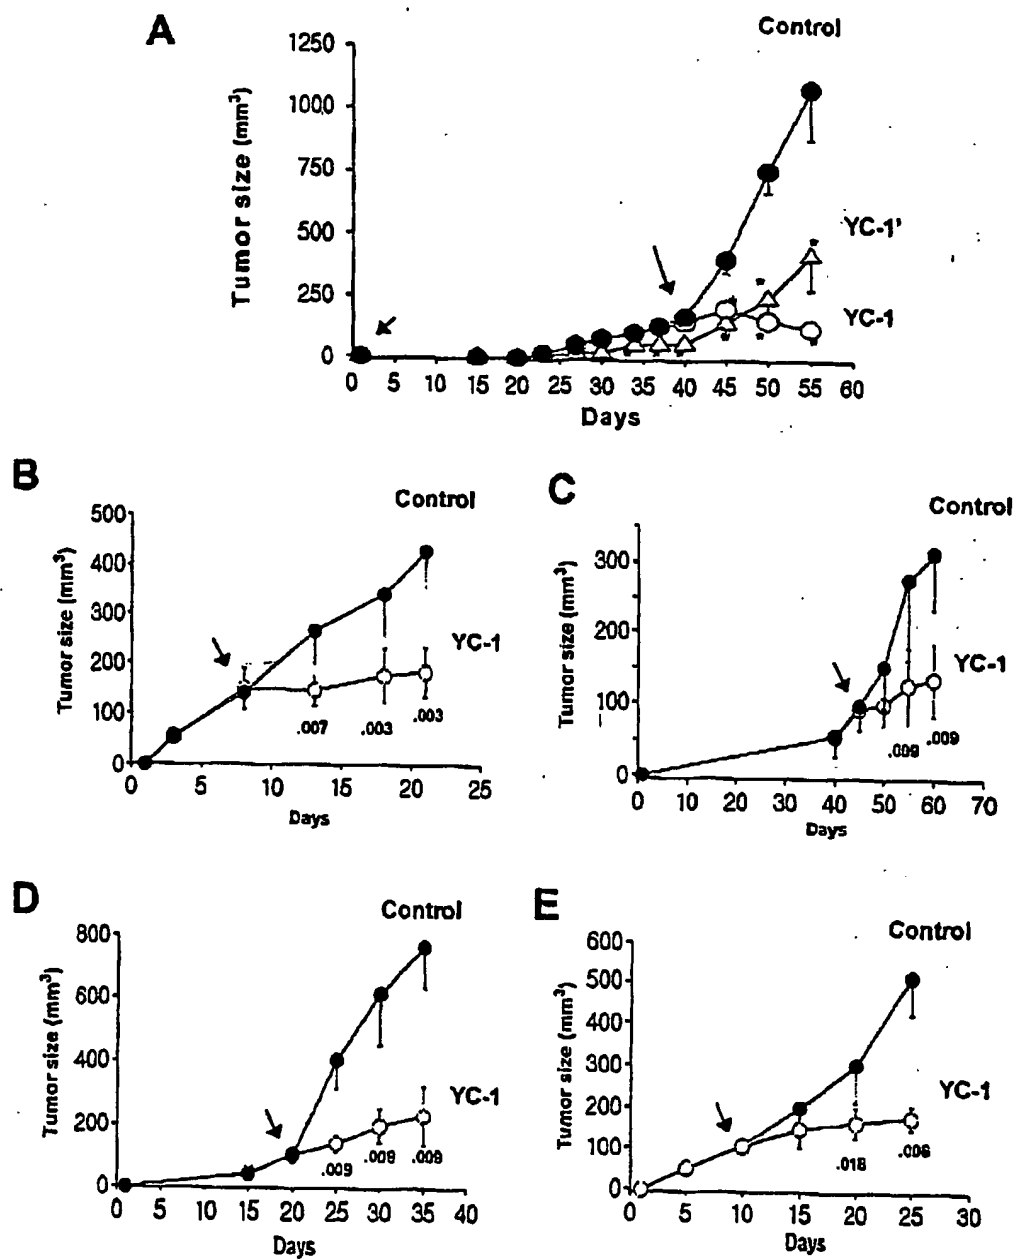 A
Control
1250
1000
750
500
250
0
Tumor size (mm³)
YC-1'
YC-1
* * * * * * * * *
0 5 10 15 20 25 30 35 40 45 50 55 60
Days
B
Control
500
400
300
200
100
0
Tumor size (mm³)
YC-1
.007 .003 .003
0 5 10 15 20 25
Days
C
Control
300
200
100
0
Tumor size (mm³)
YC-1
.009 .009
0 10 20 30 40 50 60 70
Days
D
Control
800
600
400
200
0
Tumor size (mm³)
YC-1
.009 .009 .009
0 5 10 15 20 25 30 35 40
Days
E
Control
600
500
400
300
200
100
0
Tumor size (mm³)
YC-1
.018 .006
0 5 10 15 20 25 30
Days